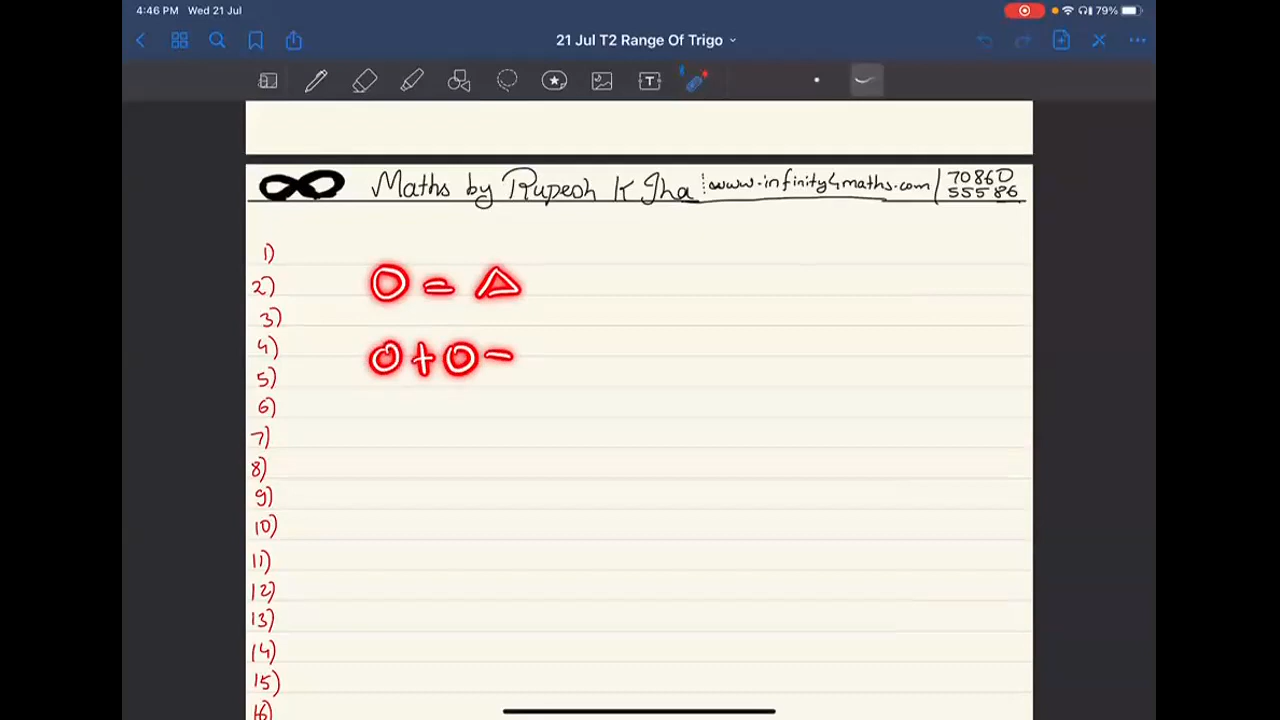 4:46 PM Wed 21 Jul
79%
21 Jul T2 Range Of Trigo
T
∞ Maths by Rupesh K Jha www.infinity4maths.com 70860
55586
1)
2) O = △
3)
4) O + O -
5)
6)
7)
8)
9)
10)
11)
12)
13)
14)
15)
16)